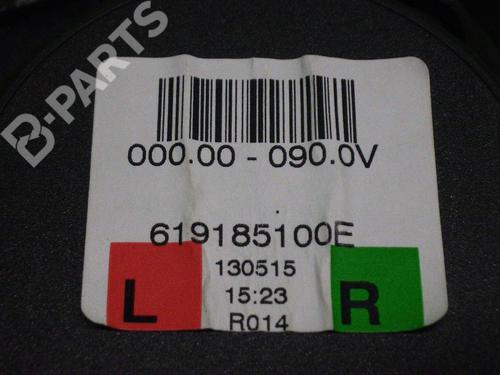 B-PARTS
000.00 - 090.0V
619185100E
130515
15:23
R014
L
R